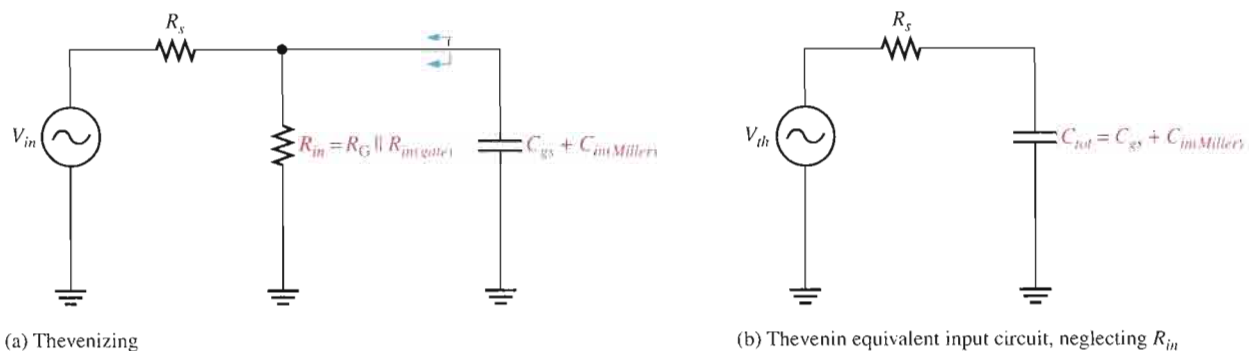 R_s
V_in
R_in = R_G || R_in(gate)
C_gs + C_in(Miller)
(a) Thevenizing
R_s
V_th
C_tot = C_gs + C_in(Miller)
(b) Thevenin equivalent input circuit, neglecting R_in